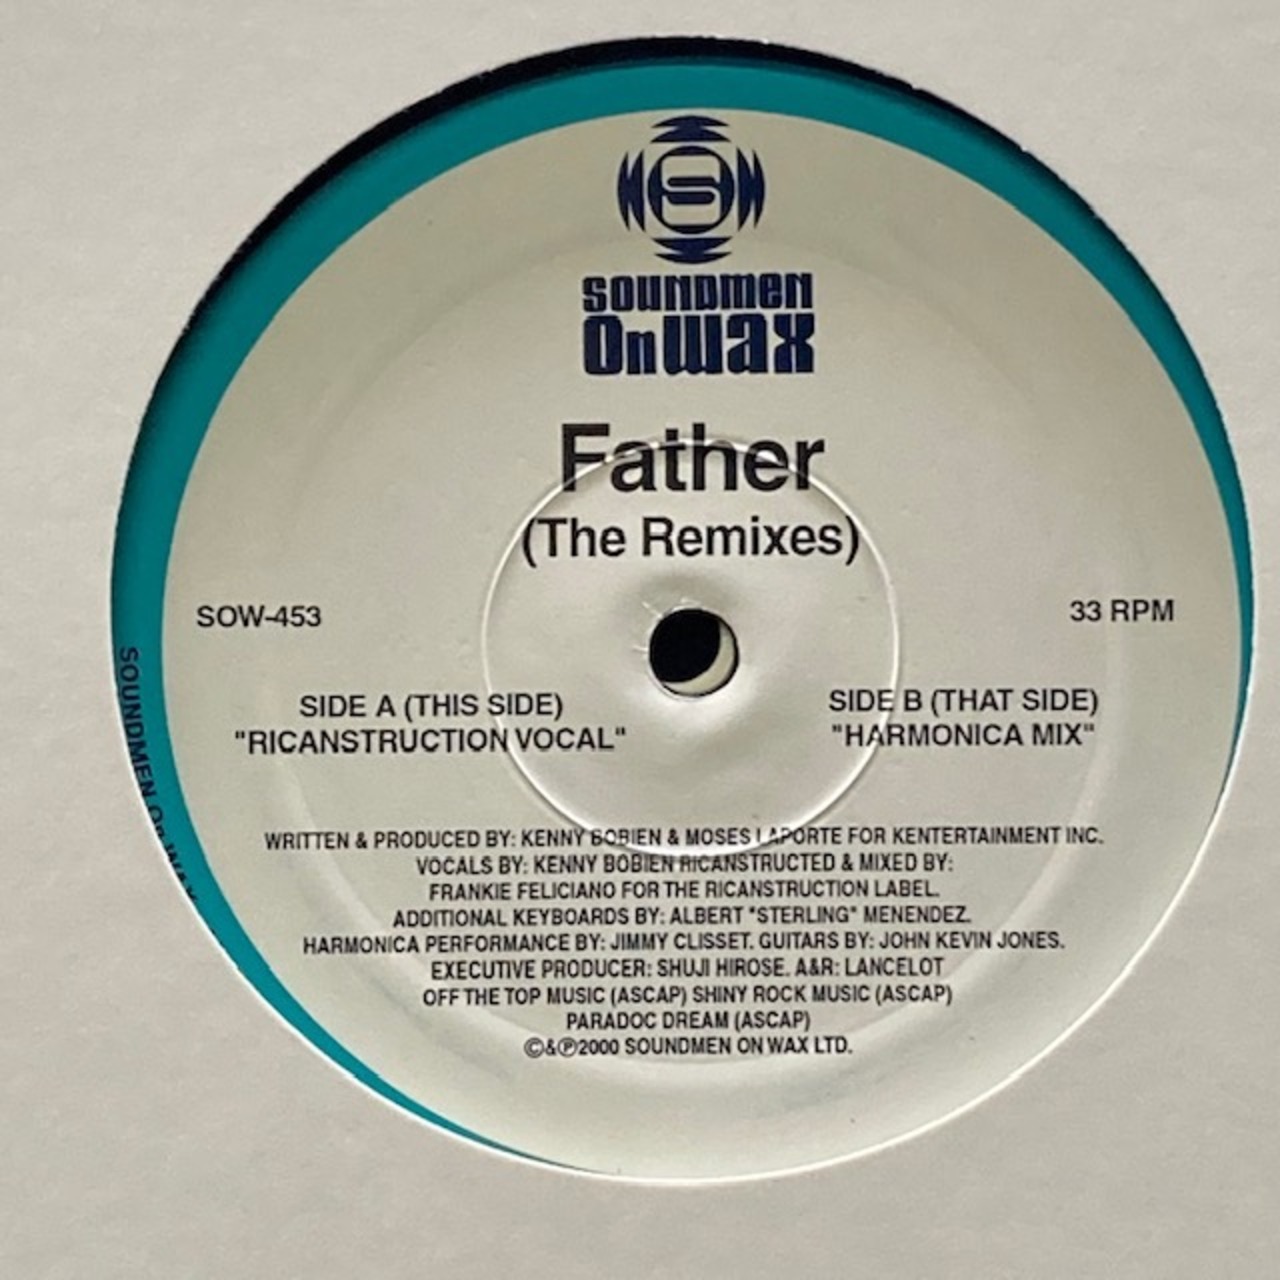 SOUNDMEN
On WAX
Father
(The Remixes)
SOW-453
33 RPM
SIDE A (THIS SIDE)
"RICANSTRUCTION VOCAL"
SIDE B (THAT SIDE)
"HARMONICA MIX"
WRITTEN & PRODUCED BY: KENNY BOBIEN & MOSES LAPORTE FOR KENTERTAINMENT INC.
VOCALS BY: KENNY BOBIEN RICANSTRUCTED & MIXED BY:
FRANKIE FELICIANO FOR THE RICANSTRUCTION LABEL.
ADDITIONAL KEYBOARDS BY: ALBERT "STERLING" MENENDEZ.
HARMONICA PERFORMANCE BY: JIMMY CLISSET. GUITARS BY: JOHN KEVIN JONES.
EXECUTIVE PRODUCER: SHUJI HIROSE. A&R: LANCELOT
OFF THE TOP MUSIC (ASCAP) SHINY ROCK MUSIC (ASCAP)
PARADOC DREAM (ASCAP)
©&℗2000 SOUNDMEN ON WAX LTD.
SOUNDMEN On WAX